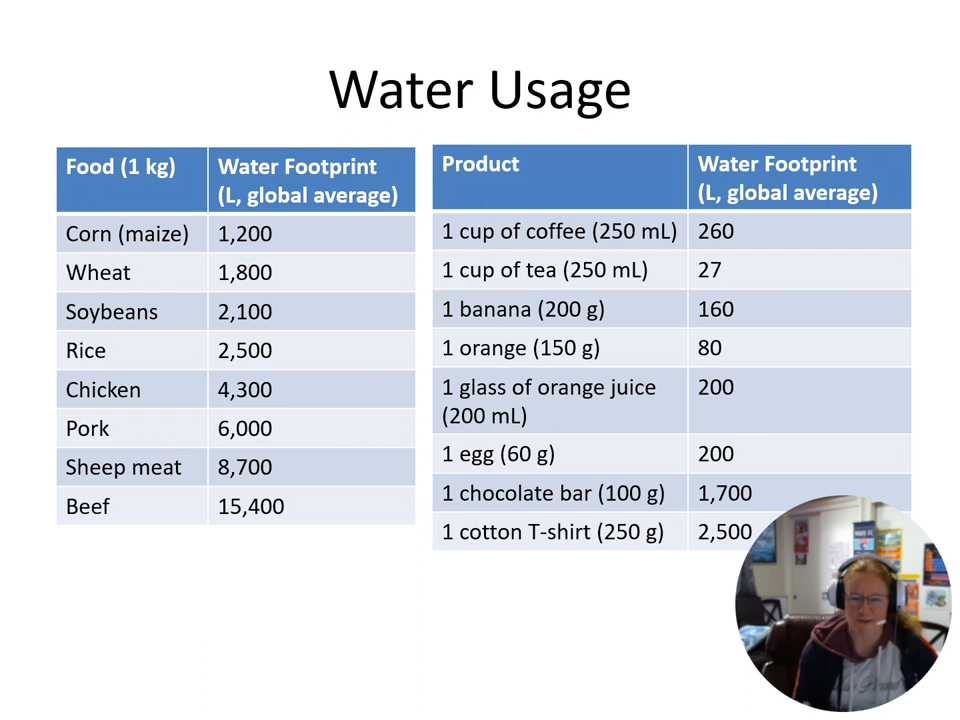 Water Usage
Food (1 kg) Water Footprint
(L, global average)
Corn (maize) 1,200
Wheat 1,800
Soybeans 2,100
Rice 2,500
Chicken 4,300
Pork 6,000
Sheep meat 8,700
Beef 15,400
Product Water Footprint
(L, global average)
1 cup of coffee (250 mL) 260
1 cup of tea (250 mL) 27
1 banana (200 g) 160
1 orange (150 g) 80
1 glass of orange juice 200
(200 mL)
1 egg (60 g) 200
1 chocolate bar (100 g) 1,700
1 cotton T-shirt (250 g) 2,500